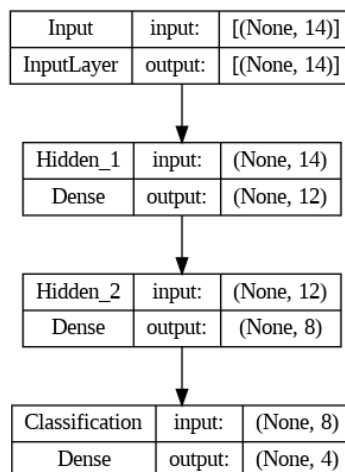 Input input: [(None, 14)]
InputLayer output: [(None, 14)]
Hidden_1 input: (None, 14)
Dense output: (None, 12)
Hidden_2 input: (None, 12)
Dense output: (None, 8)
Classification input: (None, 8)
Dense output: (None, 4)